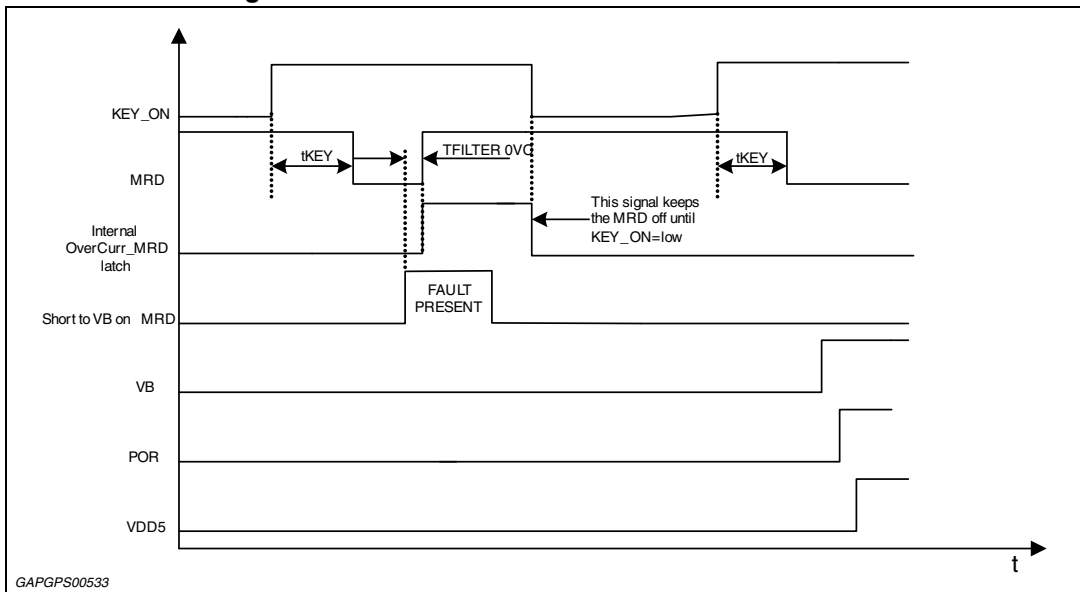 KEY_ON
tKEY
TFILTER 0VC
tKEY
MRD
This signal keeps
the MRD off until
KEY_ON=low
Internal
OverCurr_MRD
latch
FAULT
PRESENT
Short to VB on MRD
VB
POR
VDD5
t
GAPGPS00533